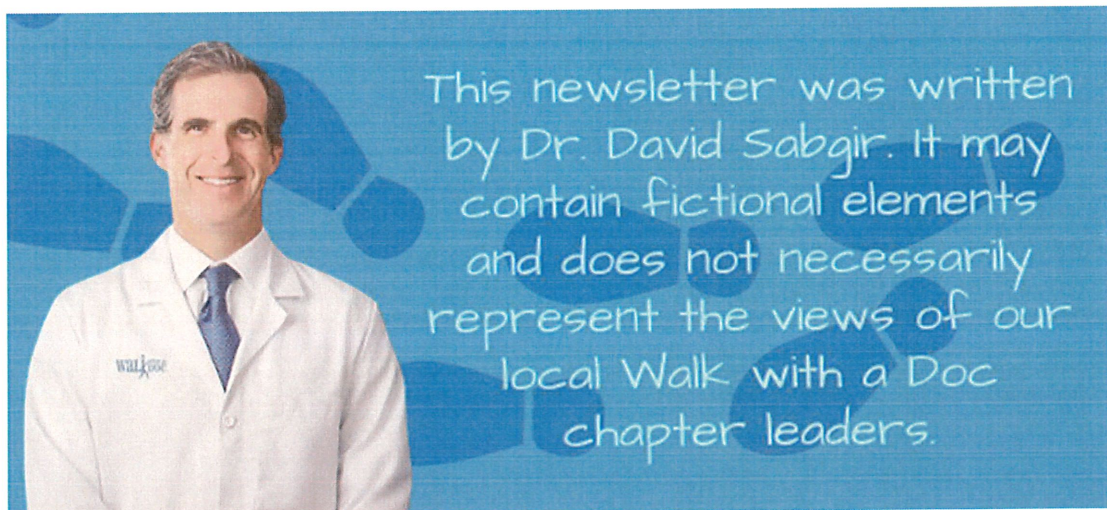 This newsletter was written
by Dr. David Sabgir. It may
contain fictional elements
and does not necessarily
represent the views of our
local Walk with a Doc
chapter leaders.